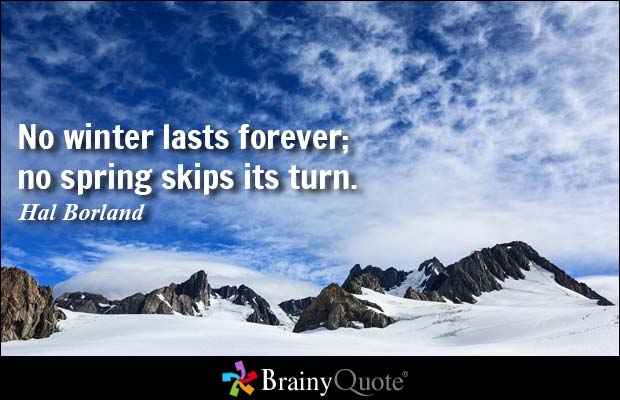 No winter lasts forever;
no spring skips its turn.
Hal Borland
BrainyQuote®